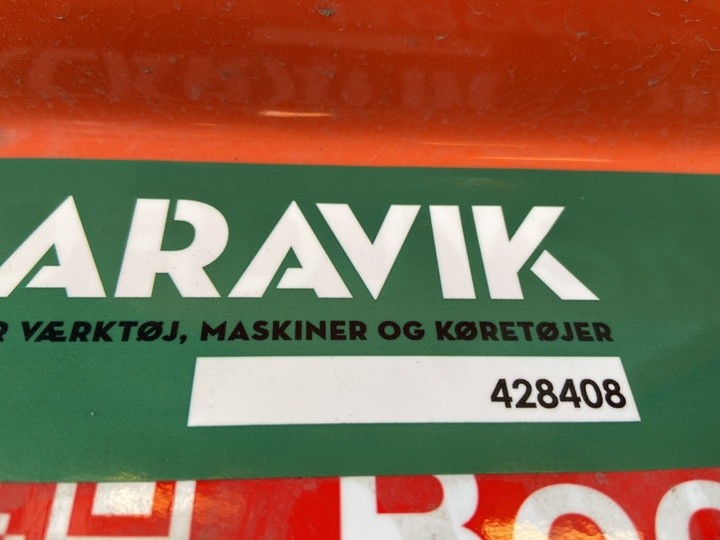 ARAVIK
R VÆRKTØJ, MASKINER OG KØRETØJER
428408